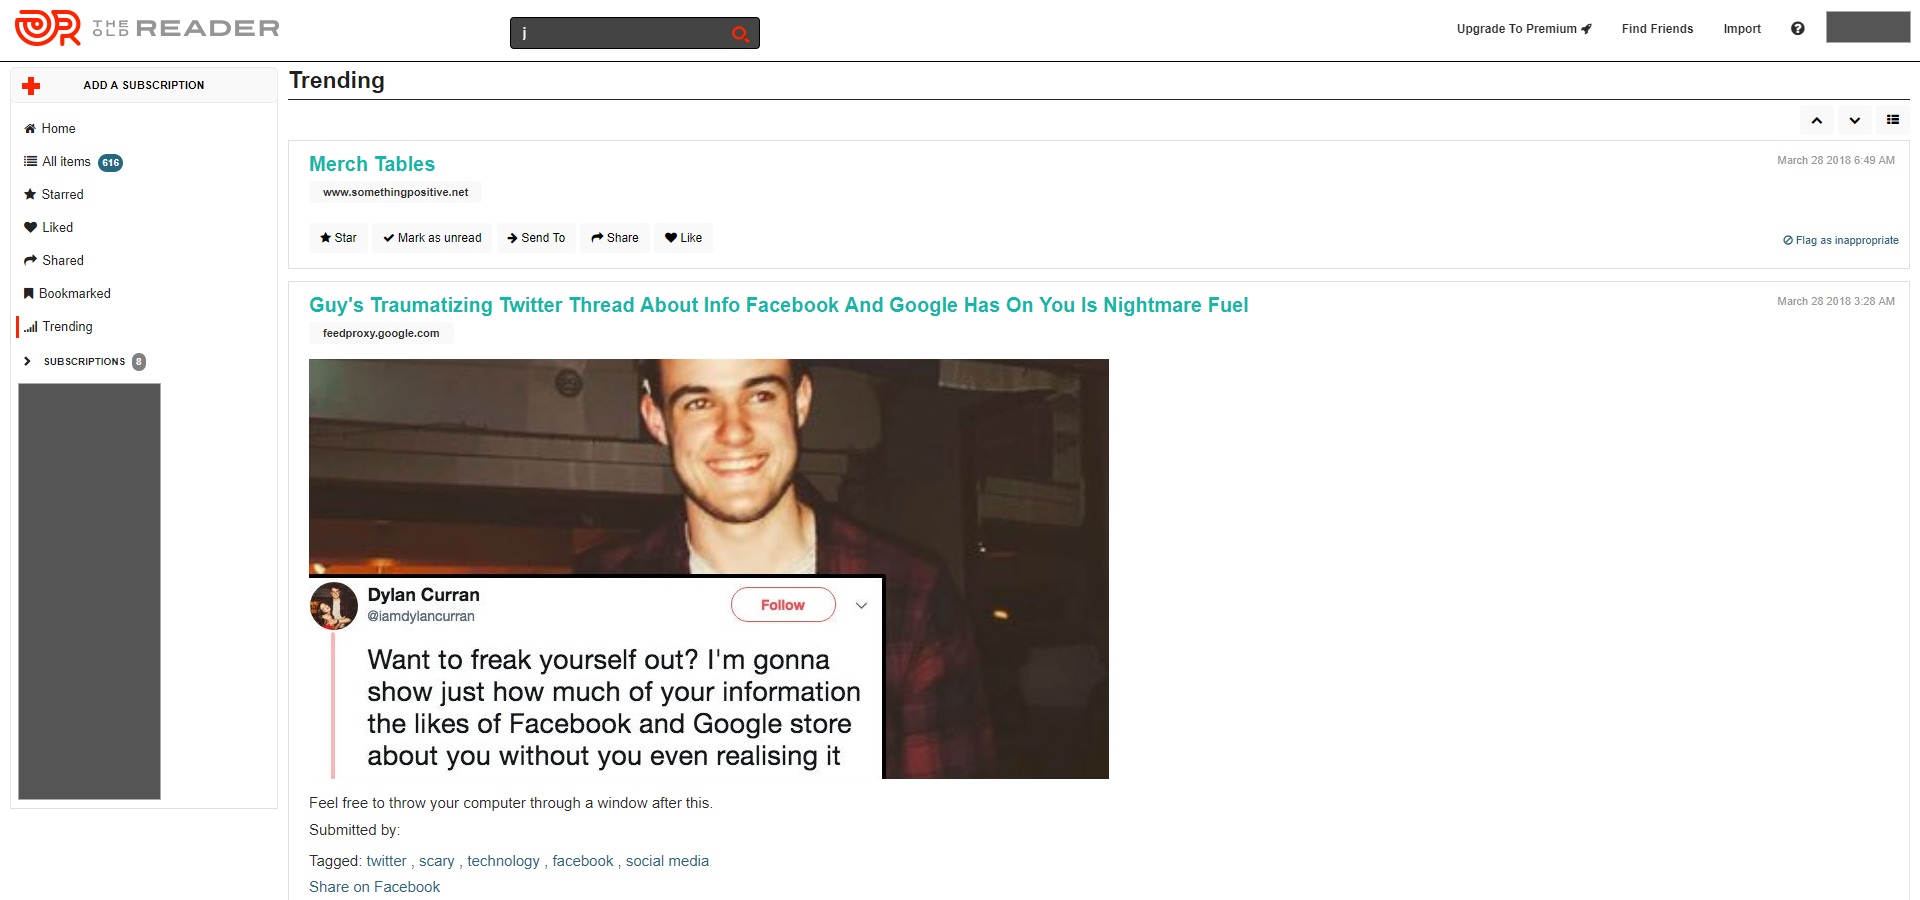 THE OLD READER
j
Upgrade To Premium
Find Friends
Import
ADD A SUBSCRIPTION
Home
All items 616
Starred
Liked
Shared
Bookmarked
Trending
SUBSCRIPTIONS 8
Trending
Merch Tables
March 28 2018 6:49 AM
www.somethingpositive.net
Star
Mark as unread
Send To
Share
Like
Flag as inappropriate
Guy's Traumatizing Twitter Thread About Info Facebook And Google Has On You Is Nightmare Fuel
March 28 2018 3:28 AM
feedproxy.google.com
Dylan Curran
@iamdylancurran
Follow
Want to freak yourself out? I'm gonna
show just how much of your information
the likes of Facebook and Google store
about you without you even realising it
Feel free to throw your computer through a window after this.
Submitted by:
Tagged: twitter , scary , technology , facebook , social media
Share on Facebook